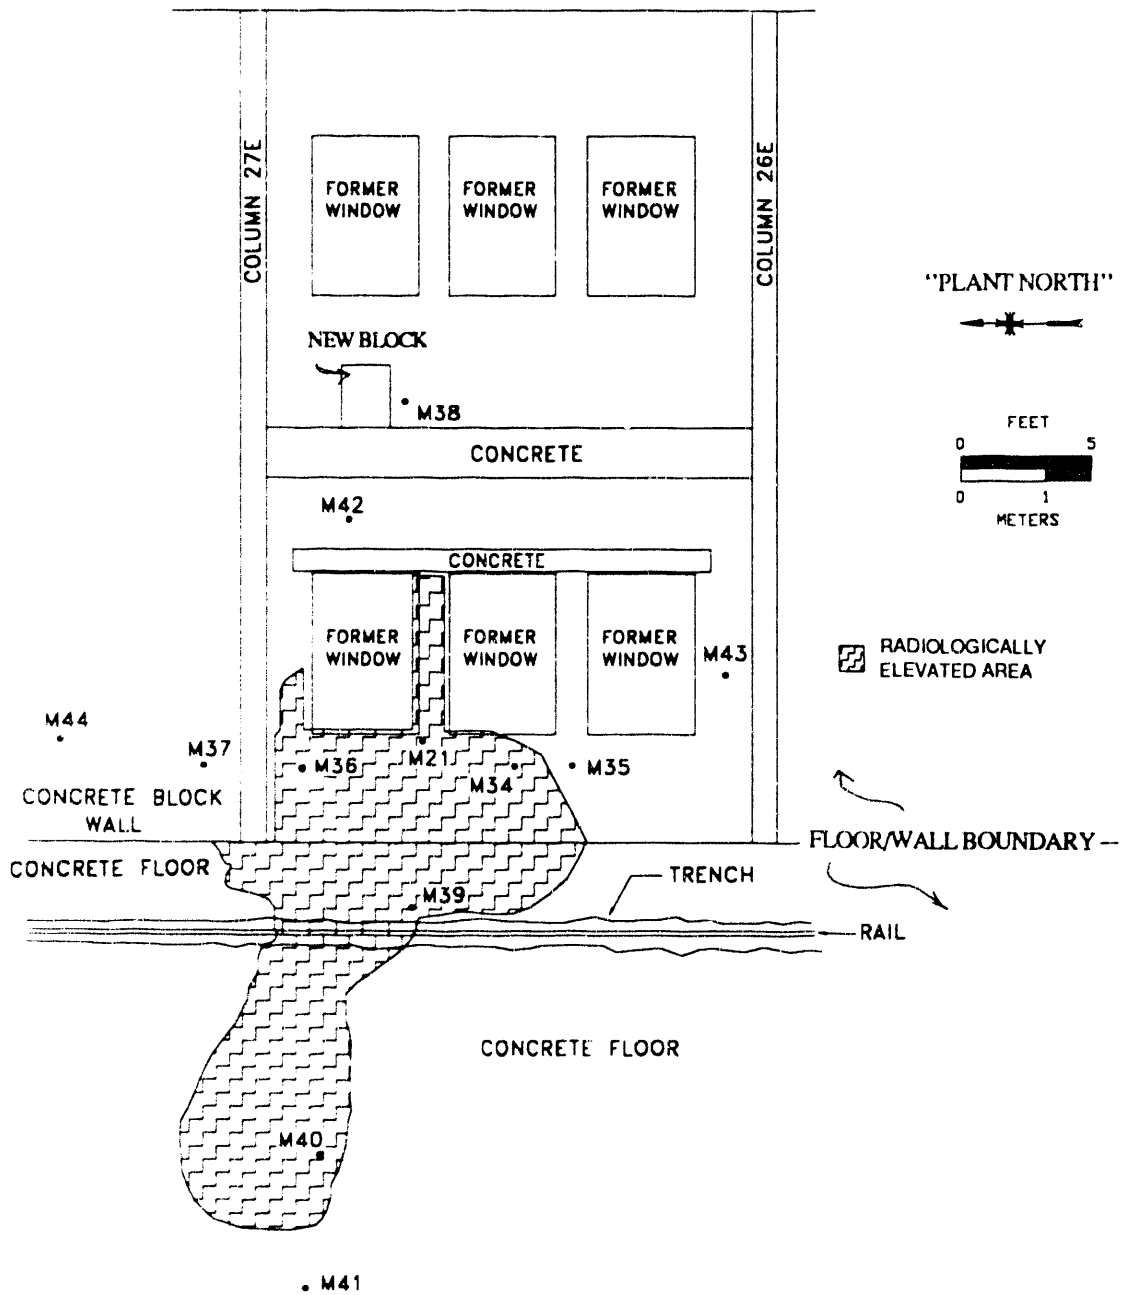 COLUMN 27E
COLUMN 26E
FORMER
WINDOW
FORMER
WINDOW
FORMER
WINDOW
"PLANT NORTH"
NEW BLOCK
M38
FEET
0 5
0 1
METERS
CONCRETE
M42
CONCRETE
FORMER
WINDOW
FORMER
WINDOW
FORMER
WINDOW
M43
RADIOLOGICALLY
ELEVATED AREA
M44
M37
M36
M21
M34
M35
CONCRETE BLOCK
WALL
FLOOR/WALL BOUNDARY
CONCRETE FLOOR
TRENCH
M39
RAIL
CONCRETE FLOOR
M40
M41